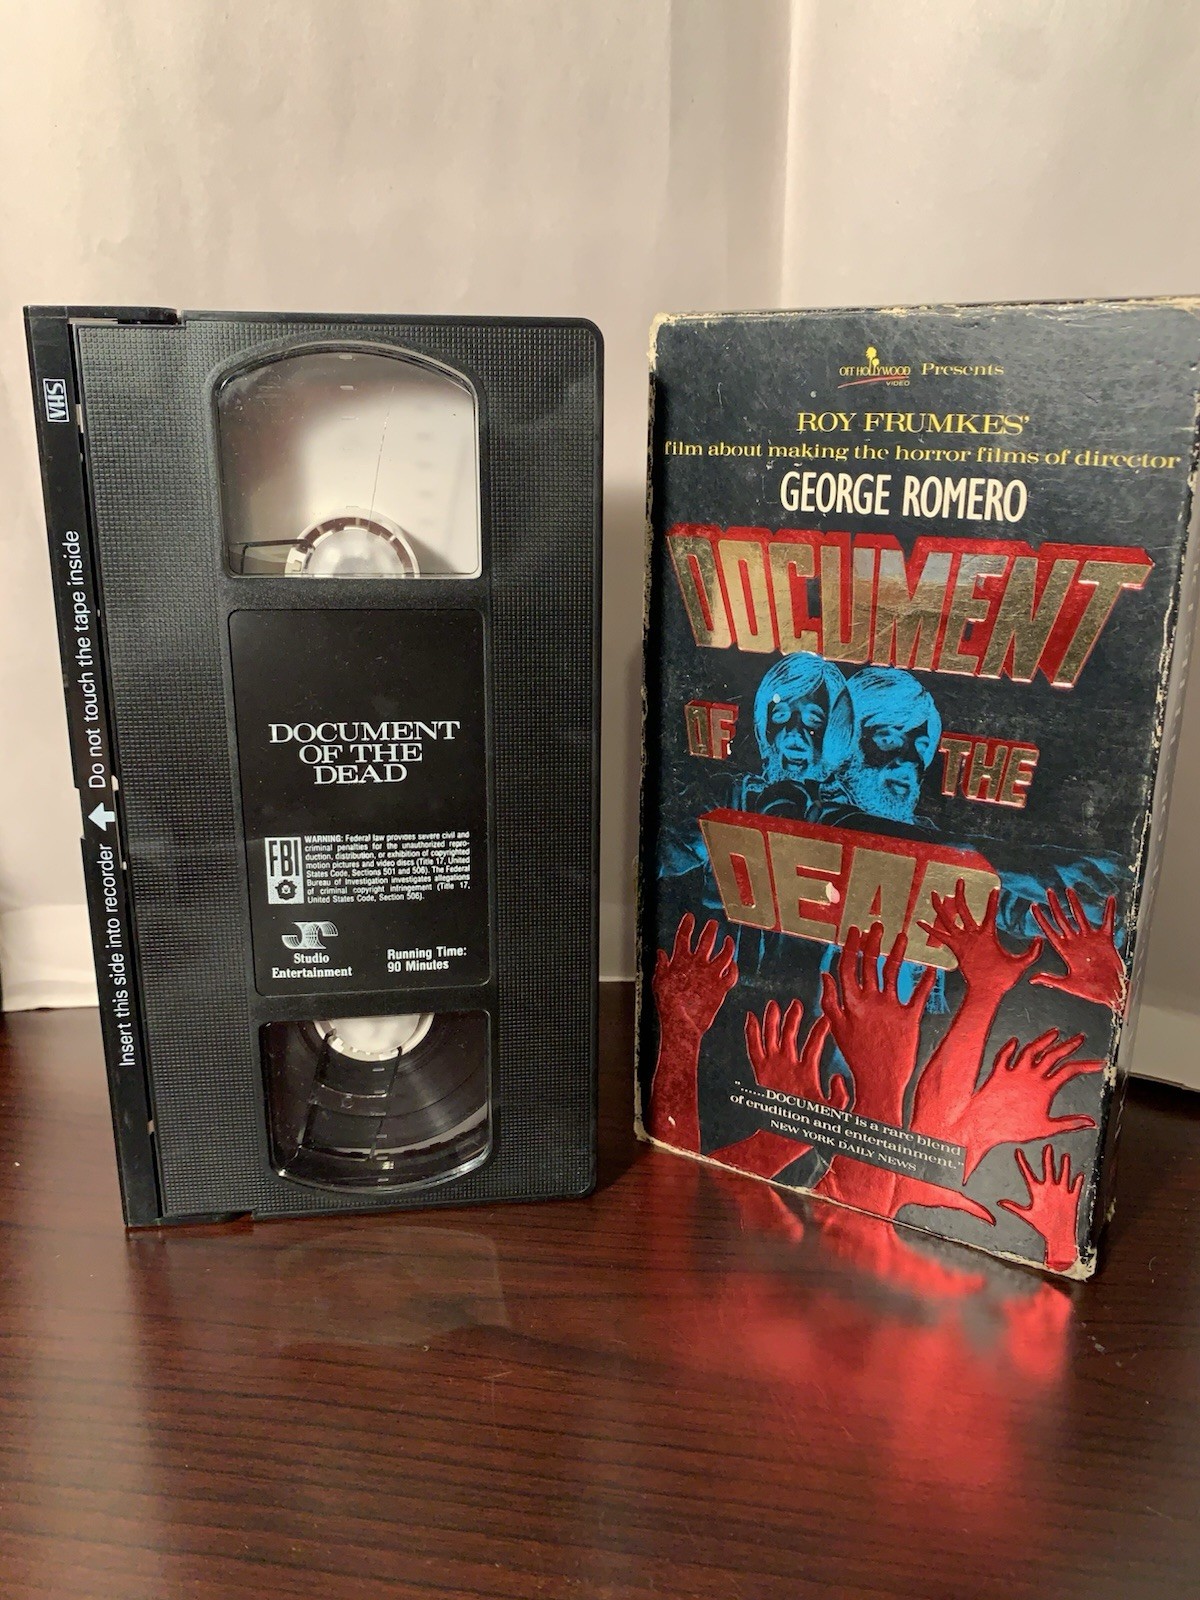 VHS
Do not touch the tape inside
Insert this side into recorder
DOCUMENT
OF THE
DEAD
FBI
WARNING: Federal law provides severe civil and
criminal penalties for the unauthorized repro-
duction, distribution, or exhibition of copyrighted
motion pictures and video discs (Title 17, United
States Code, Sections 501 and 506). The Federal
Bureau of Investigation investigates allegations
of criminal copyright infringement (Title 17,
United States Code, Section 506).
Studio
Entertainment
Running Time:
90 Minutes
OFF HOLLYWOOD
VIDEO
Presents
ROY FRUMKES'
film about making the horror films of director
GEORGE ROMERO
DOCUMENT
OF THE
DEAD
"......DOCUMENT is a rare blend
of erudition and entertainment."
NEW YORK DAILY NEWS